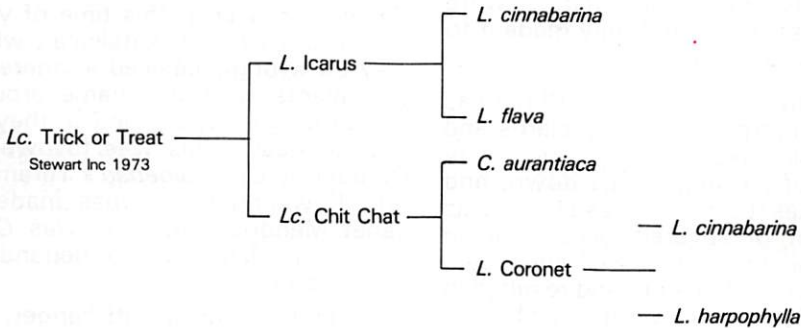 L. cinnabarina
L. Icarus
L. flava
Lc. Trick or Treat
Stewart Inc 1973
C. aurantiaca
Lc. Chit Chat
L. cinnabarina
L. Coronet
L. harpophylla